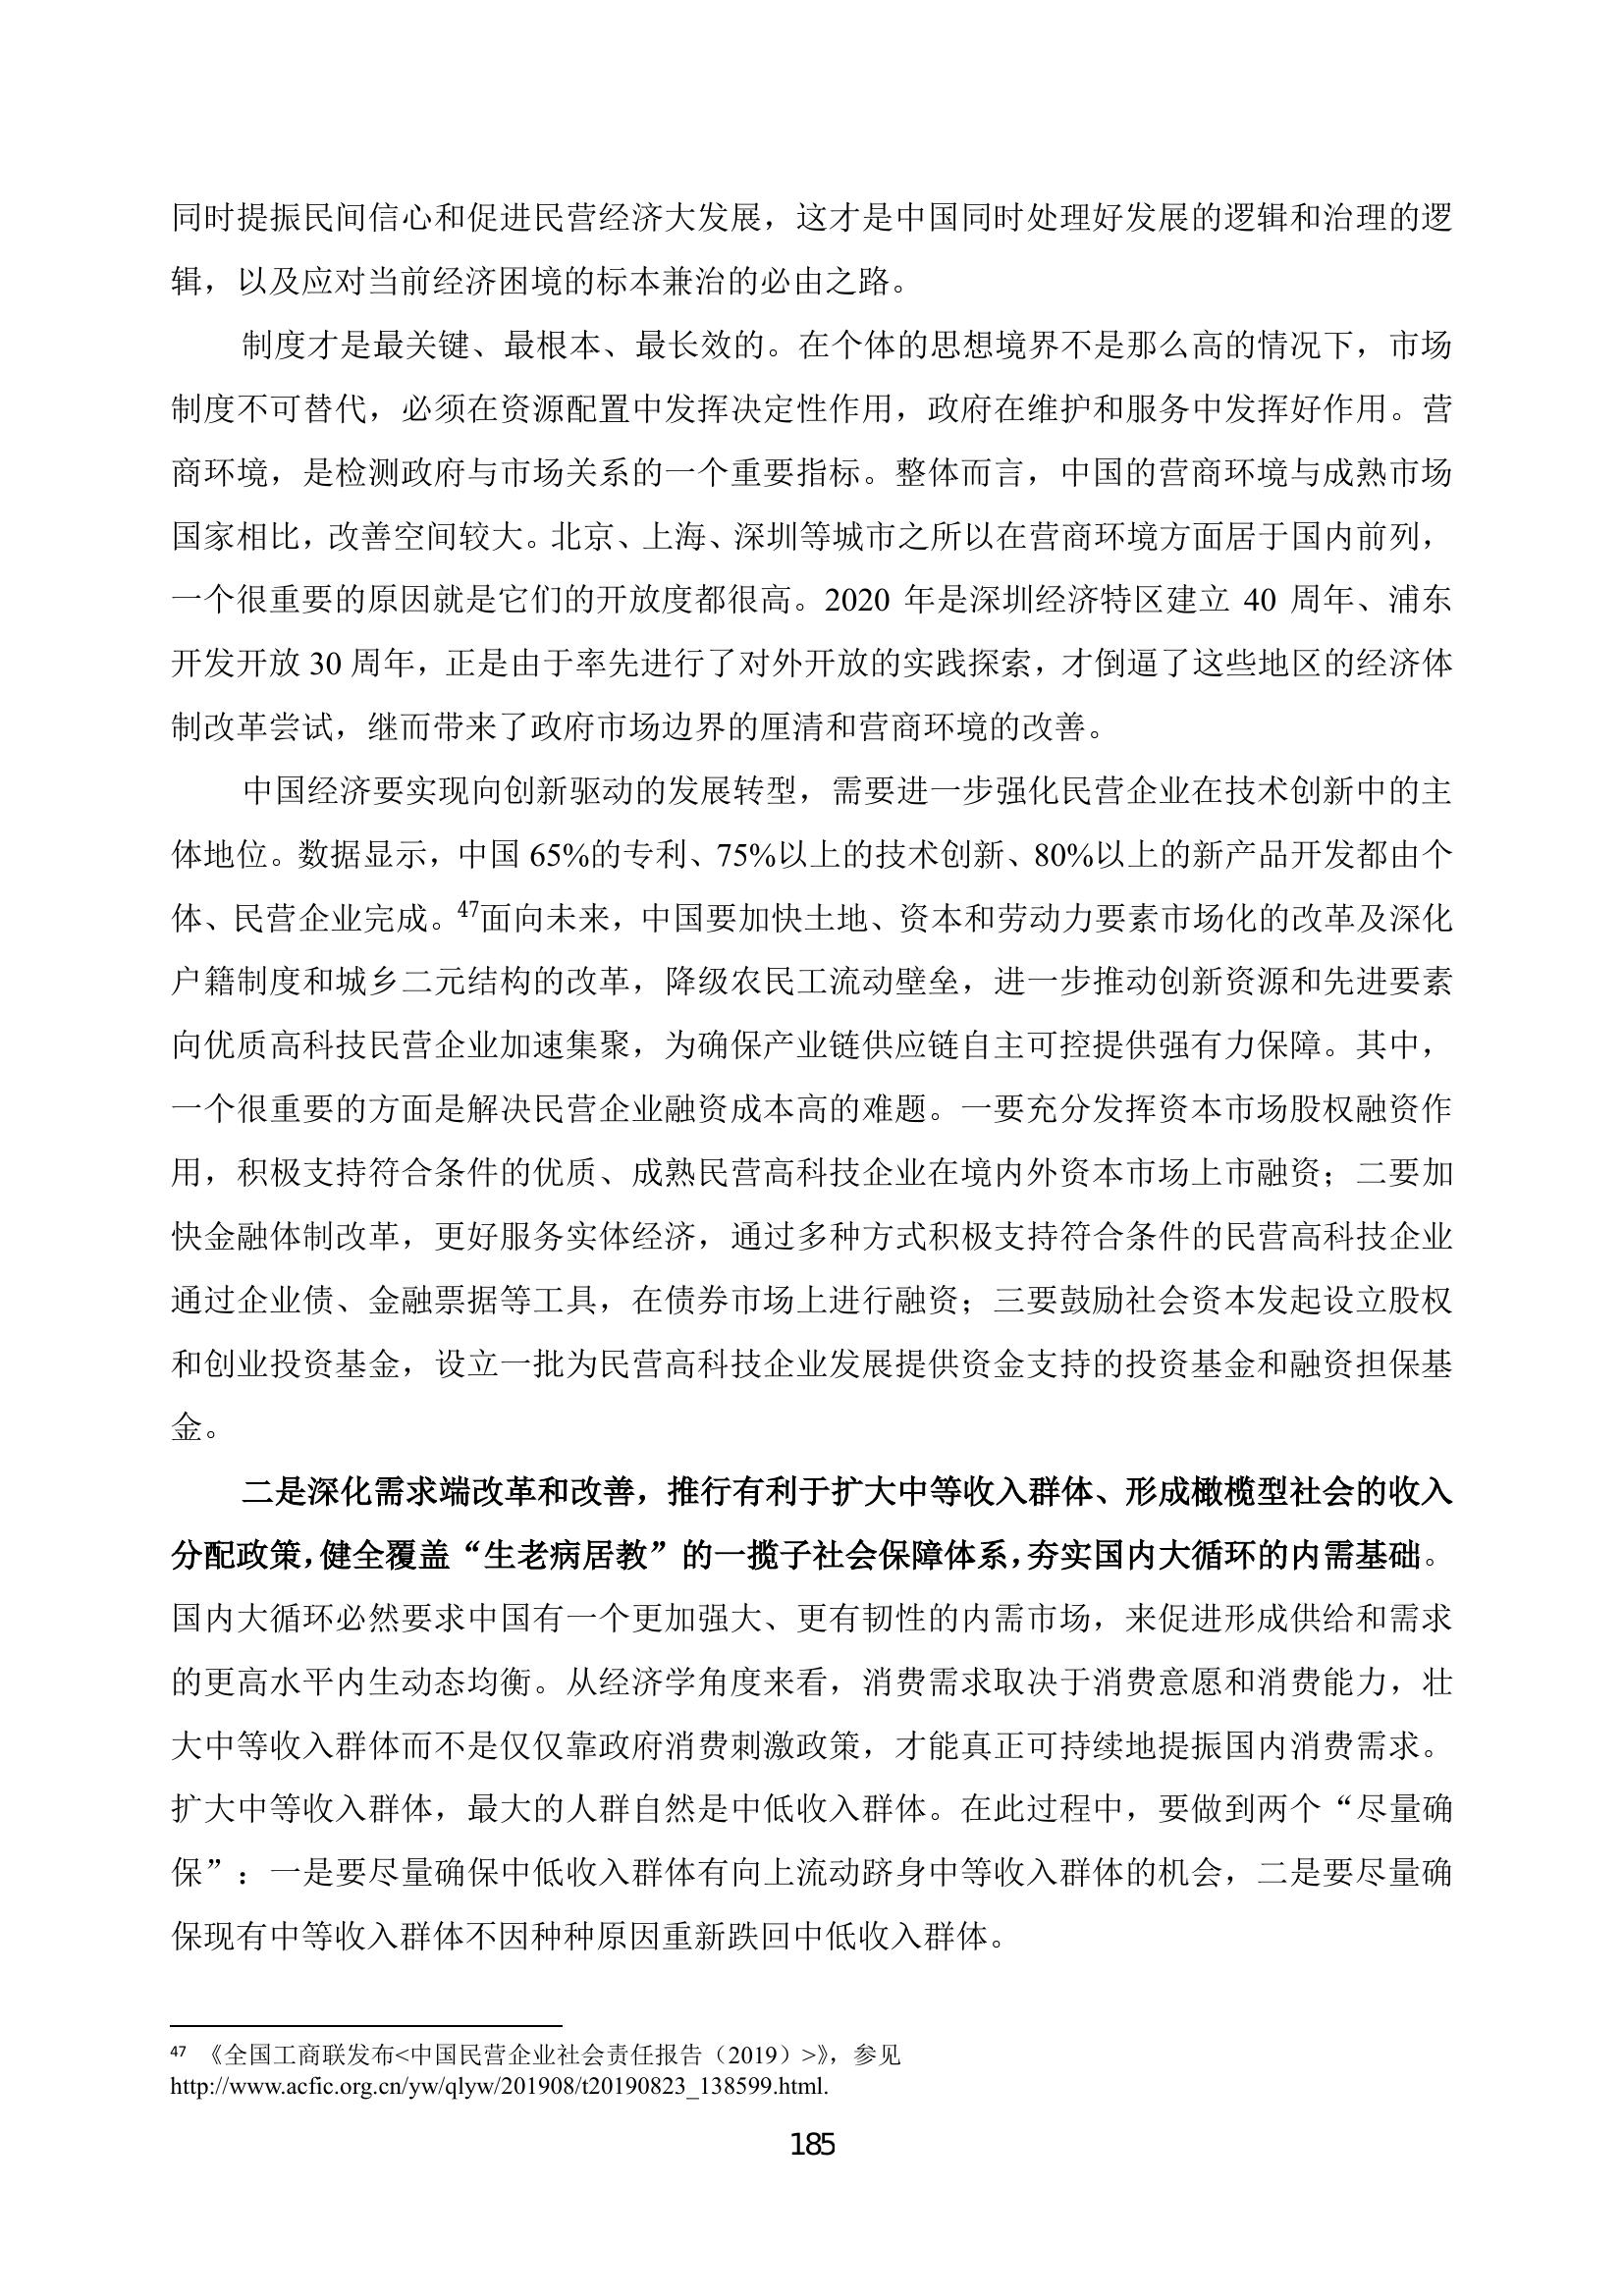 同时提振民间信心和促进民营经济大发展，这才是中国同时处理好发展的逻辑和治理的逻
辑，以及应对当前经济困境的标本兼治的必由之路。
制度才是最关键、最根本、最长效的。在个体的思想境界不是那么高的情况下，市场
制度不可替代，必须在资源配置中发挥决定性作用，政府在维护和服务中发挥好作用。营
商环境，是检测政府与市场关系的一个重要指标。整体而言，中国的营商环境与成熟市场
国家相比，改善空间较大。北京、上海、深圳等城市之所以在营商环境方面居于国内前列，
一个很重要的原因就是它们的开放度都很高。2020 年是深圳经济特区建立 40 周年、浦东
开发开放 30 周年，正是由于率先进行了对外开放的实践探索，才倒逼了这些地区的经济体
制改革尝试，继而带来了政府市场边界的厘清和营商环境的改善。
中国经济要实现向创新驱动的发展转型，需要进一步强化民营企业在技术创新中的主
体地位。数据显示，中国 65%的专利、75%以上的技术创新、80%以上的新产品开发都由个
体、民营企业完成。47面向未来，中国要加快土地、资本和劳动力要素市场化的改革及深化
户籍制度和城乡二元结构的改革，降级农民工流动壁垒，进一步推动创新资源和先进要素
向优质高科技民营企业加速集聚，为确保产业链供应链自主可控提供强有力保障。其中，
一个很重要的方面是解决民营企业融资成本高的难题。一要充分发挥资本市场股权融资作
用，积极支持符合条件的优质、成熟民营高科技企业在境内外资本市场上市融资；二要加
快金融体制改革，更好服务实体经济，通过多种方式积极支持符合条件的民营高科技企业
通过企业债、金融票据等工具，在债券市场上进行融资；三要鼓励社会资本发起设立股权
和创业投资基金，设立一批为民营高科技企业发展提供资金支持的投资基金和融资担保基
金。
二是深化需求端改革和改善，推行有利于扩大中等收入群体、形成橄榄型社会的收入
分配政策，健全覆盖“生老病居教”的一揽子社会保障体系，夯实国内大循环的内需基础。
国内大循环必然要求中国有一个更加强大、更有韧性的内需市场，来促进形成供给和需求
的更高水平内生动态均衡。从经济学角度来看，消费需求取决于消费意愿和消费能力，壮
大中等收入群体而不是仅仅靠政府消费刺激政策，才能真正可持续地提振国内消费需求。
扩大中等收入群体，最大的人群自然是中低收入群体。在此过程中，要做到两个“尽量确
保”：一是要尽量确保中低收入群体有向上流动跻身中等收入群体的机会，二是要尽量确
保现有中等收入群体不因种种原因重新跌回中低收入群体。
47 《全国工商联发布<中国民营企业社会责任报告（2019）>》，参见
http://www.acfic.org.cn/yw/qlyw/201908/t20190823_138599.html.
185